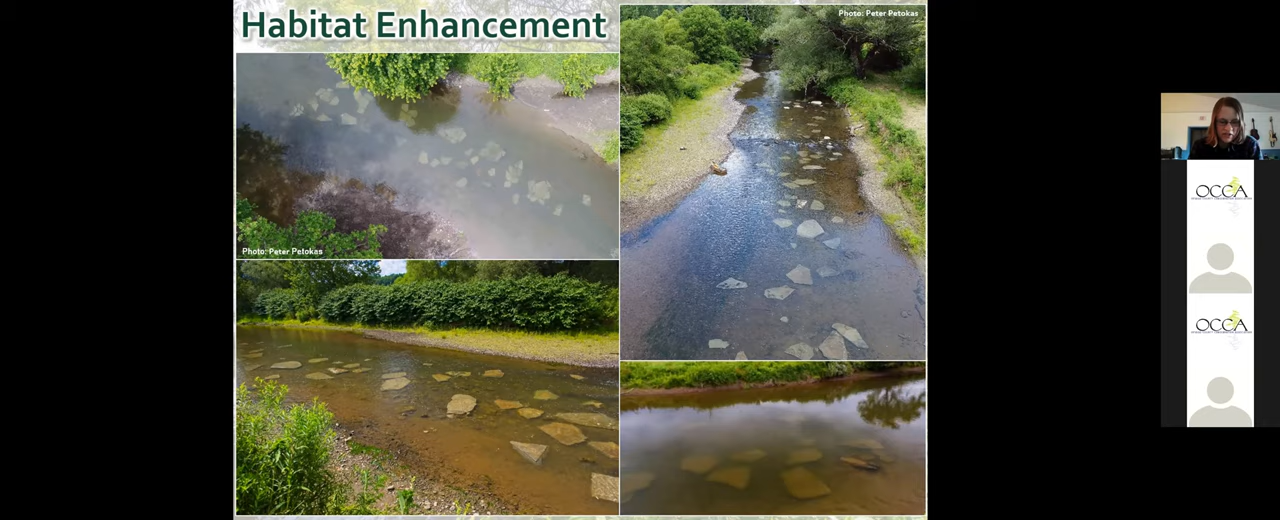 Habitat Enhancement
Photo: Peter Petokas
Photo: Peter Petokas
OCCA
OCCA